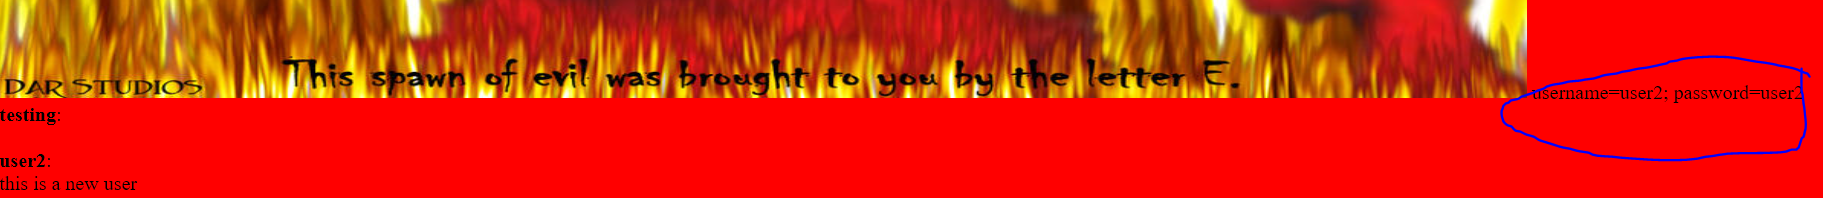 This spawn of evil was brought to you by the letter E.
DAR STUDIOS
username=user2; password=user2
testing:
user2:
this is a new user